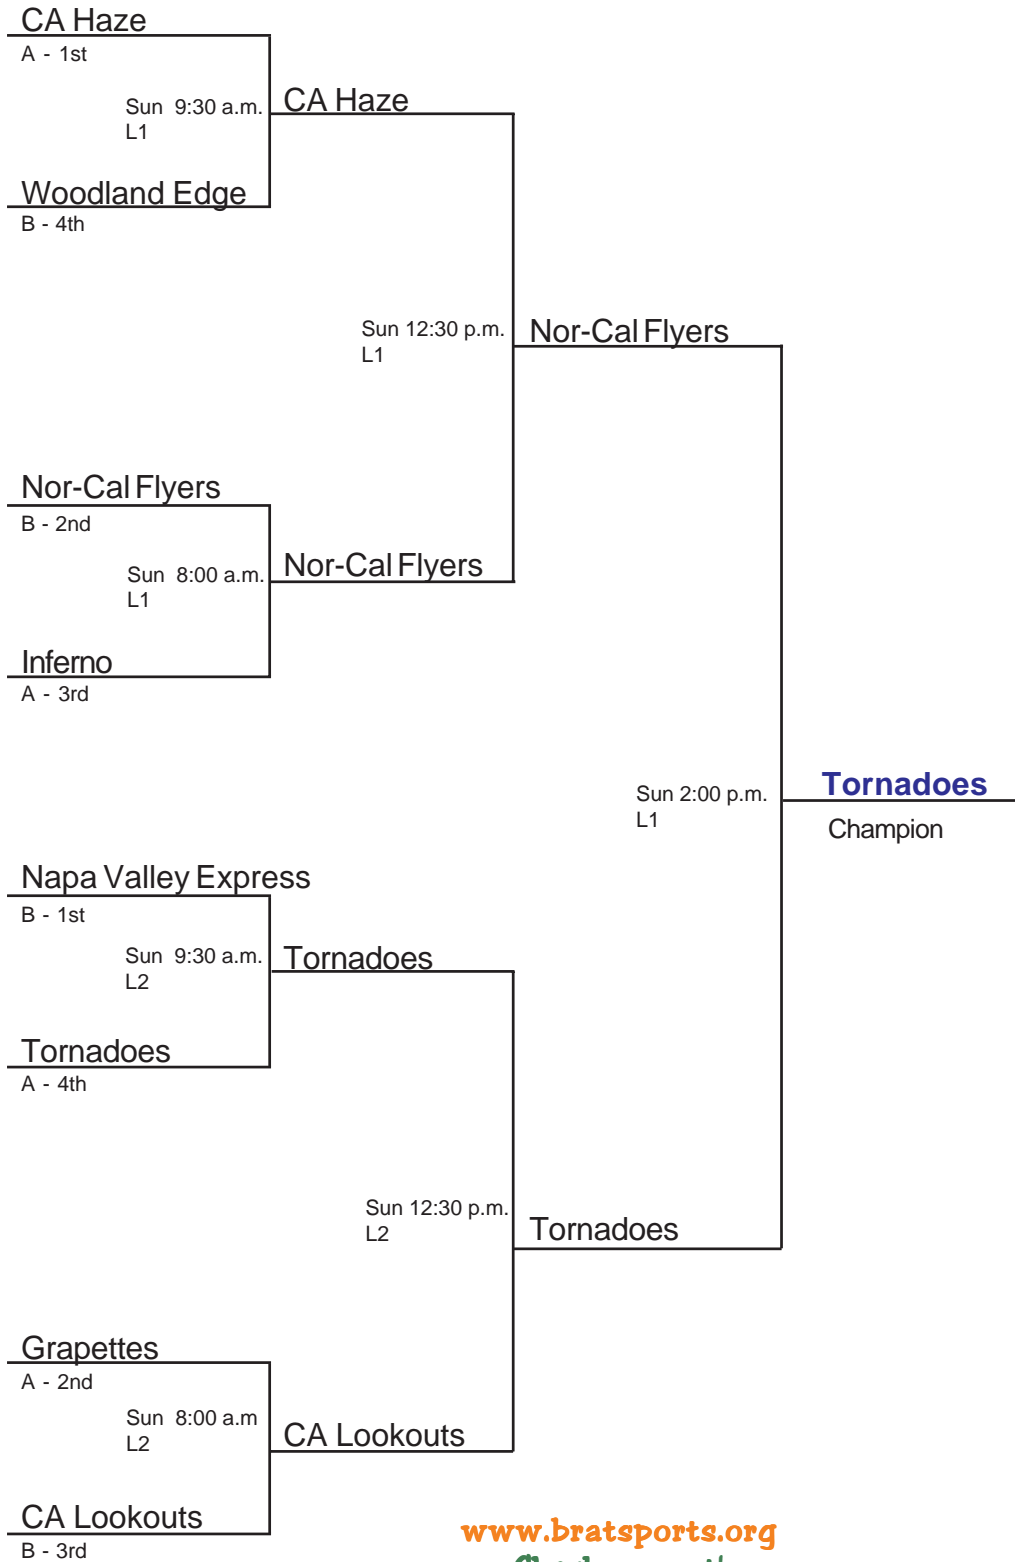 CA Haze
A - 1st
Sun 9:30 a.m.
L1
CA Haze
Woodland Edge
B - 4th
Sun 12:30 p.m.
L1
Nor-Cal Flyers
Nor-Cal Flyers
B - 2nd
Sun 8:00 a.m.
L1
Nor-Cal Flyers
Inferno
A - 3rd
Sun 2:00 p.m.
L1
Tornadoes
Champion
Napa Valley Express
B - 1st
Sun 9:30 a.m.
L2
Tornadoes
Tornadoes
A - 4th
Sun 12:30 p.m.
L2
Tornadoes
Grapettes
A - 2nd
Sun 8:00 a.m
L2
CA Lookouts
CA Lookouts
B - 3rd
www.bratsports.org